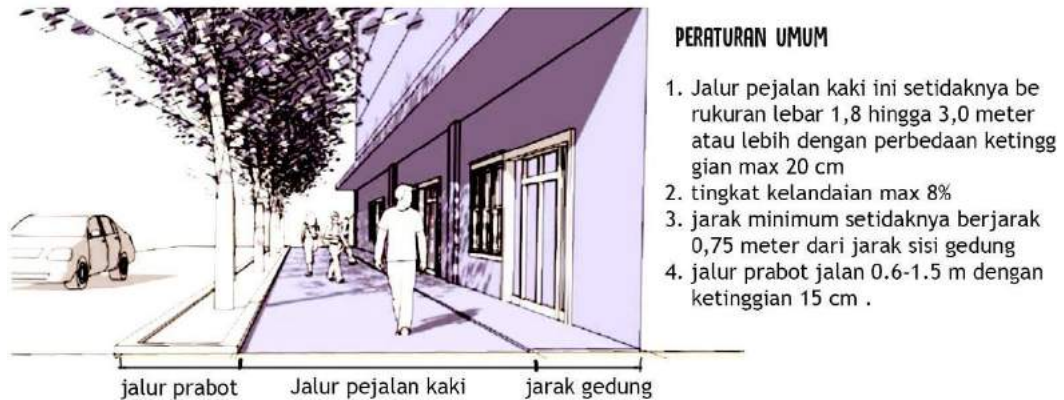 PERATURAN UMUM
1. Jalur pejalan kaki ini setidaknya be
rukuran lebar 1,8 hingga 3,0 meter
atau lebih dengan perbedaan ketingg
gian max 20 cm
2. tingkat kelandaian max 8%
3. jarak minimum setidaknya berjarak
0,75 meter dari jarak sisi gedung
4. jalur prabot jalan 0.6-1.5 m dengan
ketinggian 15 cm .
jalur prabot Jalur pejalan kaki jarak gedung